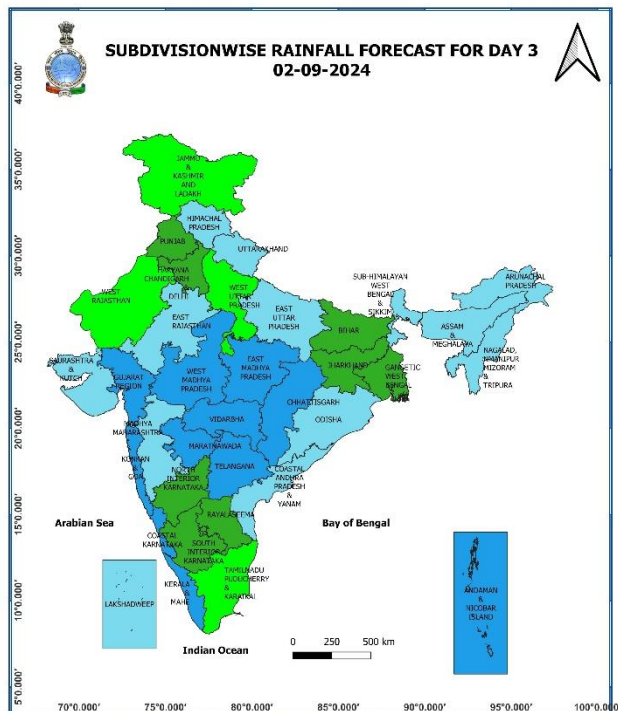 SUBDIVISIONWISE RAINFALL FORECAST FOR DAY 3
02-09-2024
40°0.000'
35°0.000'
30°0.000'
25°0.000'
20°0.000'
15°0.000'
10°0.000'
5°0.000'
JAMMU
&
KASHMIR
AND
LADAKH
HIMACHAL
PRADESH
PUNJAB
UTTARAKHAND
HARYANA
CHANDIGARH
DELHI
WEST
RAJASTHAN
WEST
UTTAR
PRADESH
EAST
RAJASTHAN
EAST
UTTAR
PRADESH
SUB-HIMALAYAN
WEST
BENGAL
&
SIKKIM
ARUNACHAL
PRADESH
ASSAM
&
MEGHALAYA
NAGALAD,
MANIPUR
MIZORAM
&
TRIPURA
BIHAR
JHARKHAND
GANGETIC
WEST
BENGAL
SAURASHTRA
&
KUTCH
GUJARAT
REGION
WEST
MADHYA
PRADESH
EAST
MADHYA
PRADESH
CHHATTISGARH
ODISHA
MADHYA
MAHARASHTRA
VIDARBHA
MARATHAWADA
KONKAN
&
GOA
TELANGANA
NORTH
INTERIOR
KARNATAKA
COASTAL
ANDHRA
PRADESH
&
YANAM
RAYALASEEMA
COASTAL
KARNATAKA
SOUTH
INTERIOR
KARNATAKA
TAMILNADU
PUDUCHERRY
&
KARAIKAL
KERALA
&
MAHE
LAKSHADWEEP
ANDAMAN
&
NICOBAR
ISLAND
Arabian Sea
Bay of Bengal
Indian Ocean
0 250 500 km
70°0.000' 75°0.000' 80°0.000' 85°0.000' 90°0.000' 95°0.000' 100°0.000'